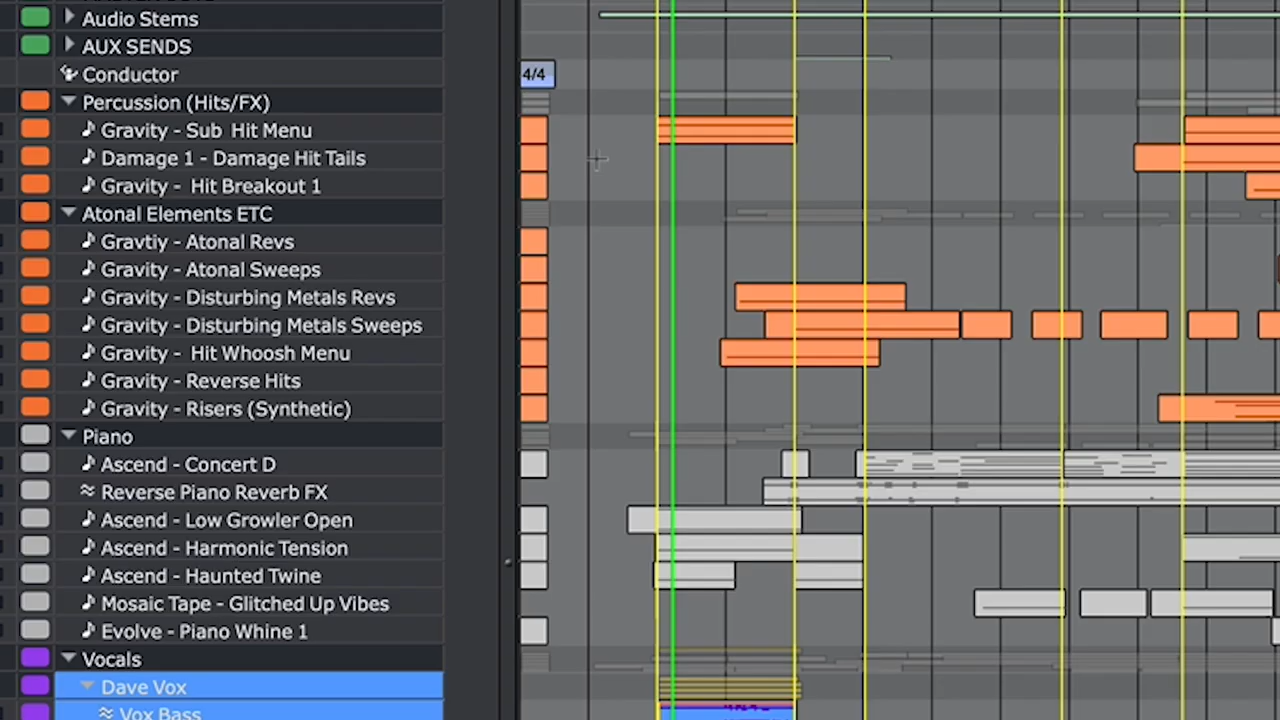 Audio Stems
AUX SENDS
Conductor
4/4
Percussion (Hits/FX)
Gravity - Sub Hit Menu
Damage 1 - Damage Hit Tails
Gravity - Hit Breakout 1
Atonal Elements ETC
Gravtiy - Atonal Revs
Gravity - Atonal Sweeps
Gravity - Disturbing Metals Revs
Gravity - Disturbing Metals Sweeps
Gravity - Hit Whoosh Menu
Gravity - Reverse Hits
Gravity - Risers (Synthetic)
Piano
Ascend - Concert D
Reverse Piano Reverb FX
Ascend - Low Growler Open
Ascend - Harmonic Tension
Ascend - Haunted Twine
Mosaic Tape - Glitched Up Vibes
Evolve - Piano Whine 1
Vocals
Dave Vox
Vox Bass